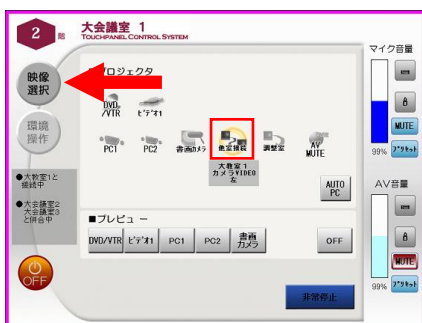 2 階
大会議室 1
TOUCHPANEL CONTROL SYSTEM
マイク音量
映像
選択
プロジェクタ
DVD
/VTR
ビデオ1
環境
操作
PC1
PC2
書画カメラ
他室接続
調整室
AV
MUTE
大教室1
カメラVIDEO
左
MUTE
99%
プリセット
●大教室1と
接続中
●大会議室2
大会議室3
と併合中
AUTO
PC
AV音量
■プレビュー
DVD/VTR
ビデオ1
PC1
PC2
書画
カメラ
OFF
OFF
MUTE
99%
プリセット
非常停止